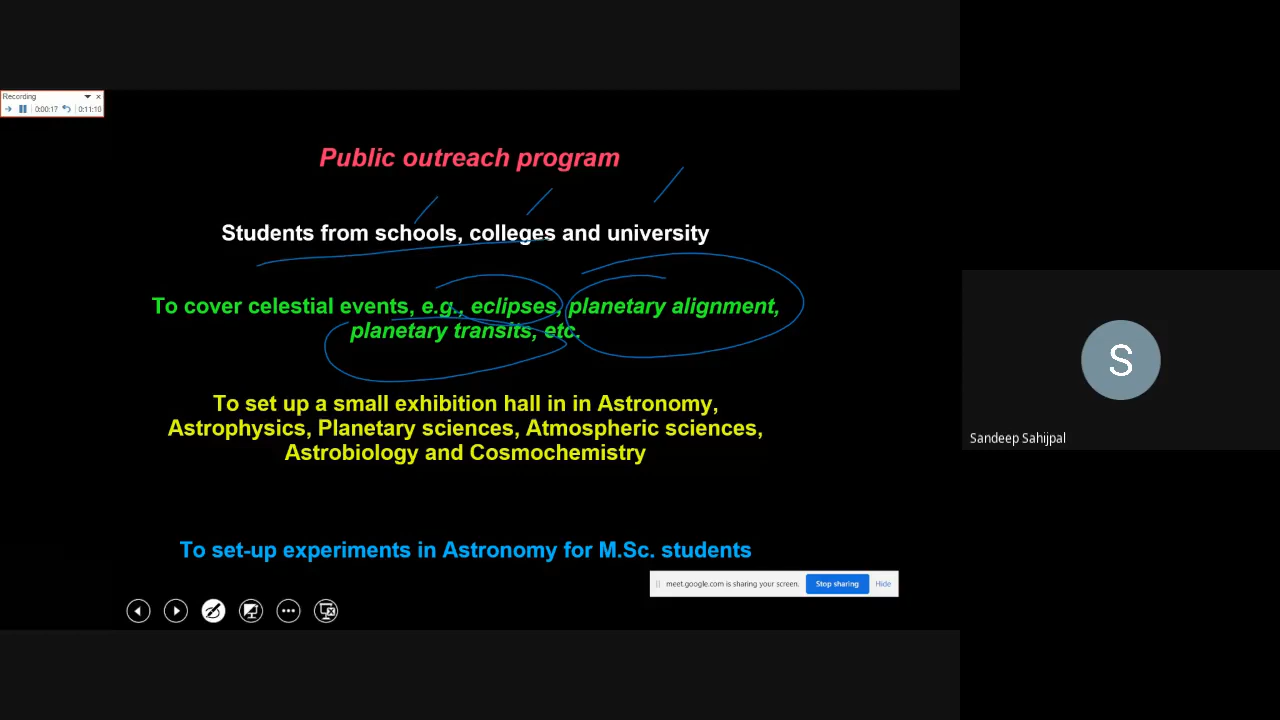 Recording
0:00:17 0:11:10
Public outreach program
Students from schools, colleges and university
To cover celestial events, e.g., eclipses, planetary alignment,
planetary transits, etc.
To set up a small exhibition hall in in Astronomy,
Astrophysics, Planetary sciences, Atmospheric sciences,
Astrobiology and Cosmochemistry
To set-up experiments in Astronomy for M.Sc. students
meet.google.com is sharing your screen. Stop sharing Hide
S
Sandeep Sahijpal